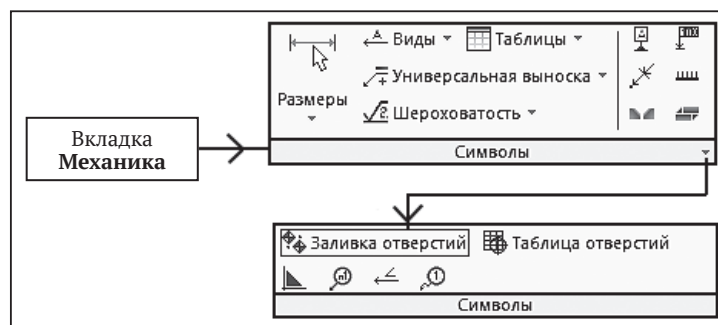 Виды Таблицы
Универсальная выноска
Размеры
Шероховатость
Символы
Вкладка
Механика
Заливка отверстий Таблица отверстий
Символы